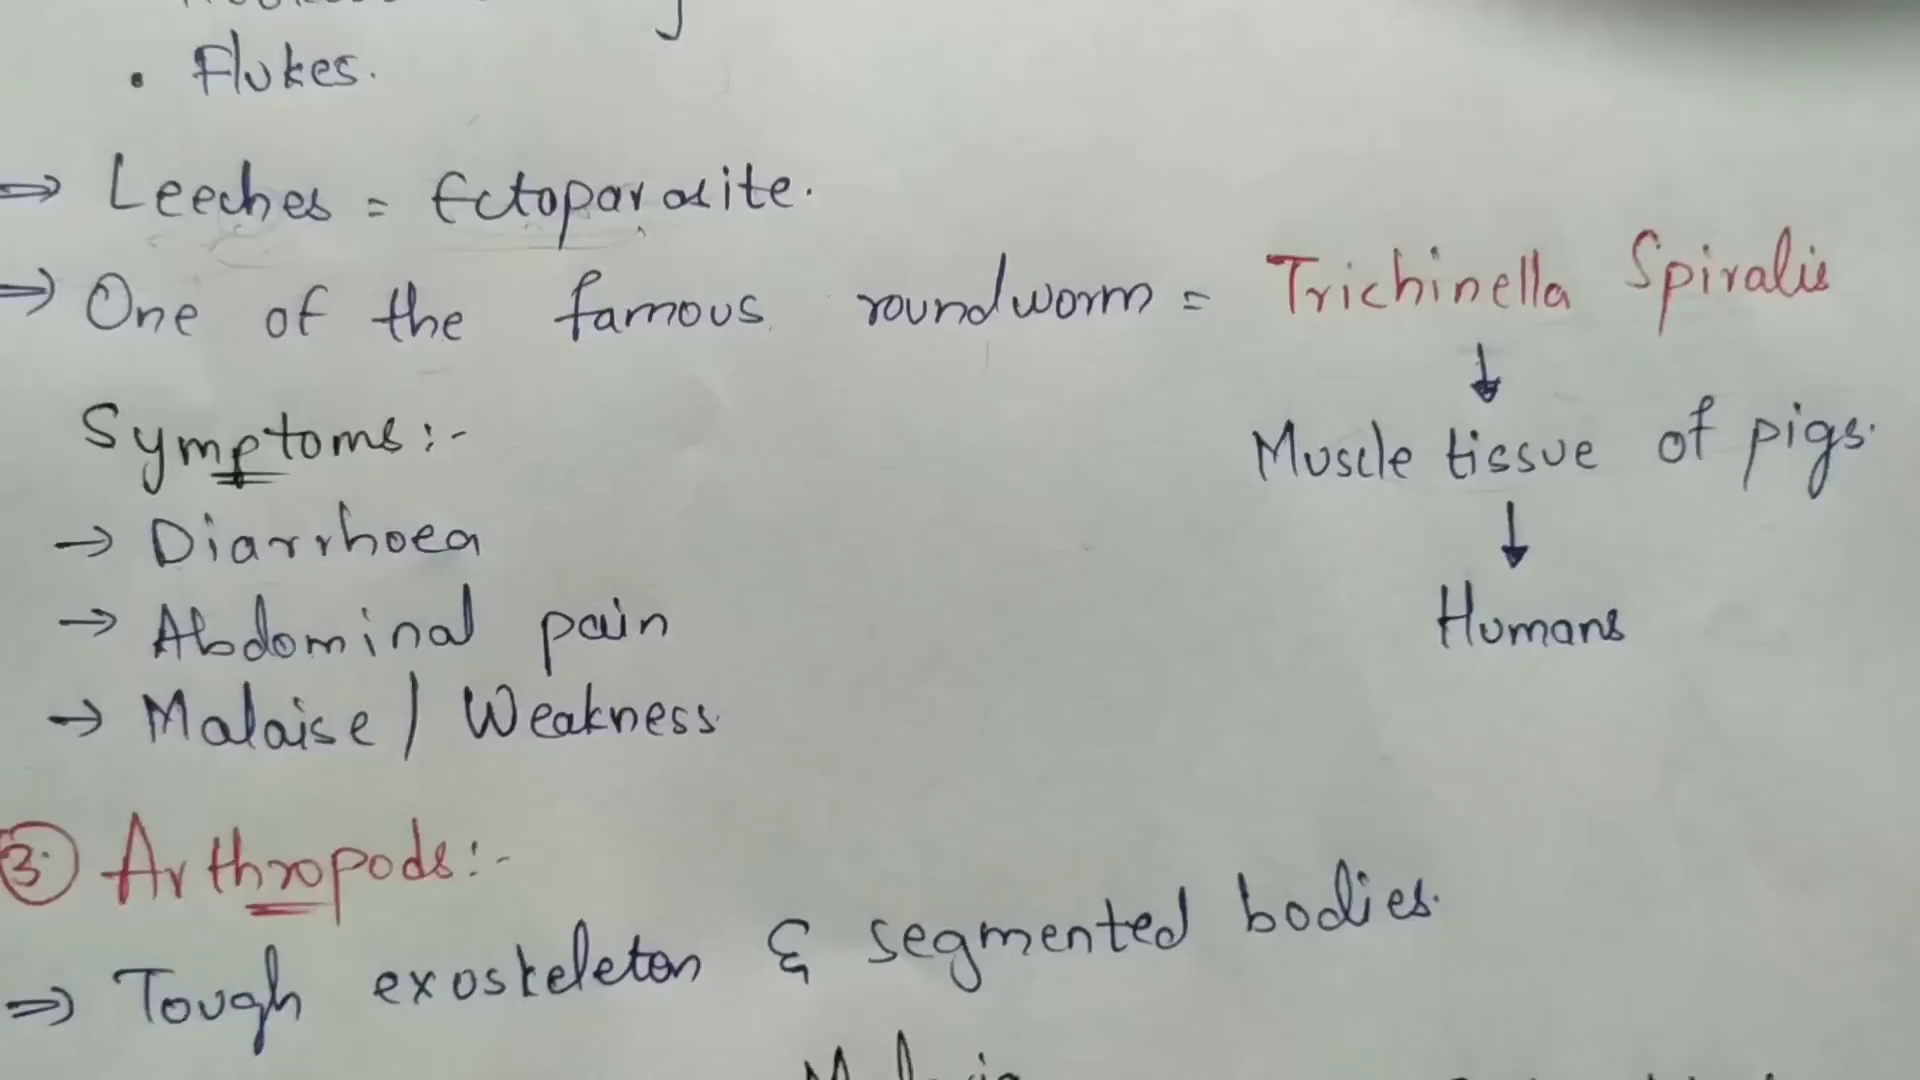 • Flukes.
⇒ Leeches = Ectoparasite.
⇒ One of the famous roundworm = Trichinella Spiralis
↓
Muscle tissue of pigs.
↓
Humans
Symptoms:-
→ Diarrhoea
→ Abdominal pain
→ Malaise / Weakness
3. Arthropods:-
⇒ Tough exoskeleton & segmented bodies.